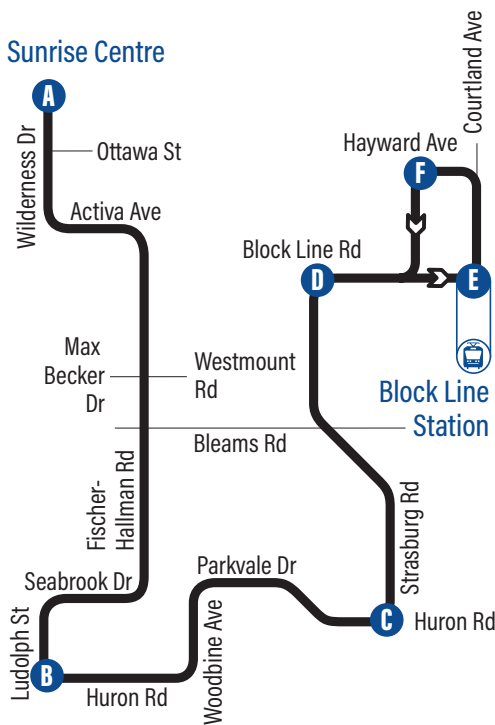 Sunrise Centre
A
Wilderness Dr
Ottawa St
Activa Ave
Courtland Ave
Hayward Ave
F
Block Line Rd
D
E
Max
Becker
Dr
Westmount
Rd
Block Line
Station
Bleams Rd
Fischer-
Hallman Rd
Strasburg Rd
Seabrook Dr
Parkvale Dr
Ludolph St
B
Huron Rd
Woodbine Ave
C
Huron Rd